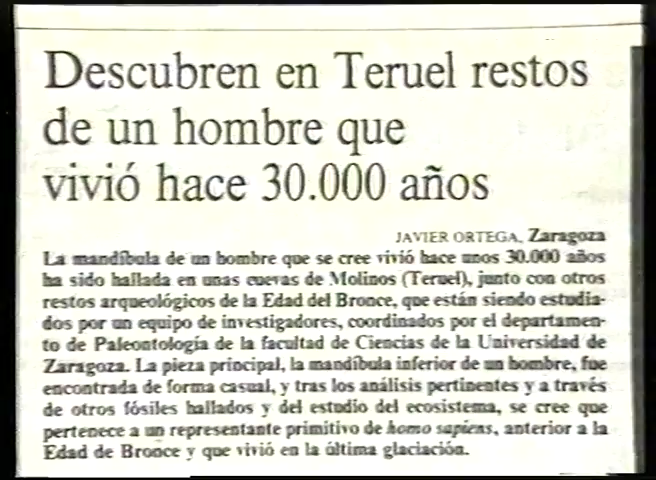 Descubren en Teruel restos
de un hombre que
vivió hace 30.000 años
JAVIER ORTEGA, Zaragoza
La mandíbula de un hombre que se cree vivió hace unos 30.000 años
ha sido hallada en unas cuevas de Molinos (Teruel), junto con otros
restos arqueológicos de la Edad del Bronce, que están siendo estudia-
dos por un equipo de investigadores, coordinados por el departamen-
to de Paleontología de la facultad de Ciencias de la Universidad de
Zaragoza. La pieza principal, la mandíbula inferior de un hombre, fue
encontrada de forma casual, y tras los análisis pertinentes y a través
de otros fósiles hallados y del estudio del ecosistema, se cree que
pertenece a un representante primitivo de homo sapiens, anterior a la
Edad de Bronce y que vivió en la última glaciación.